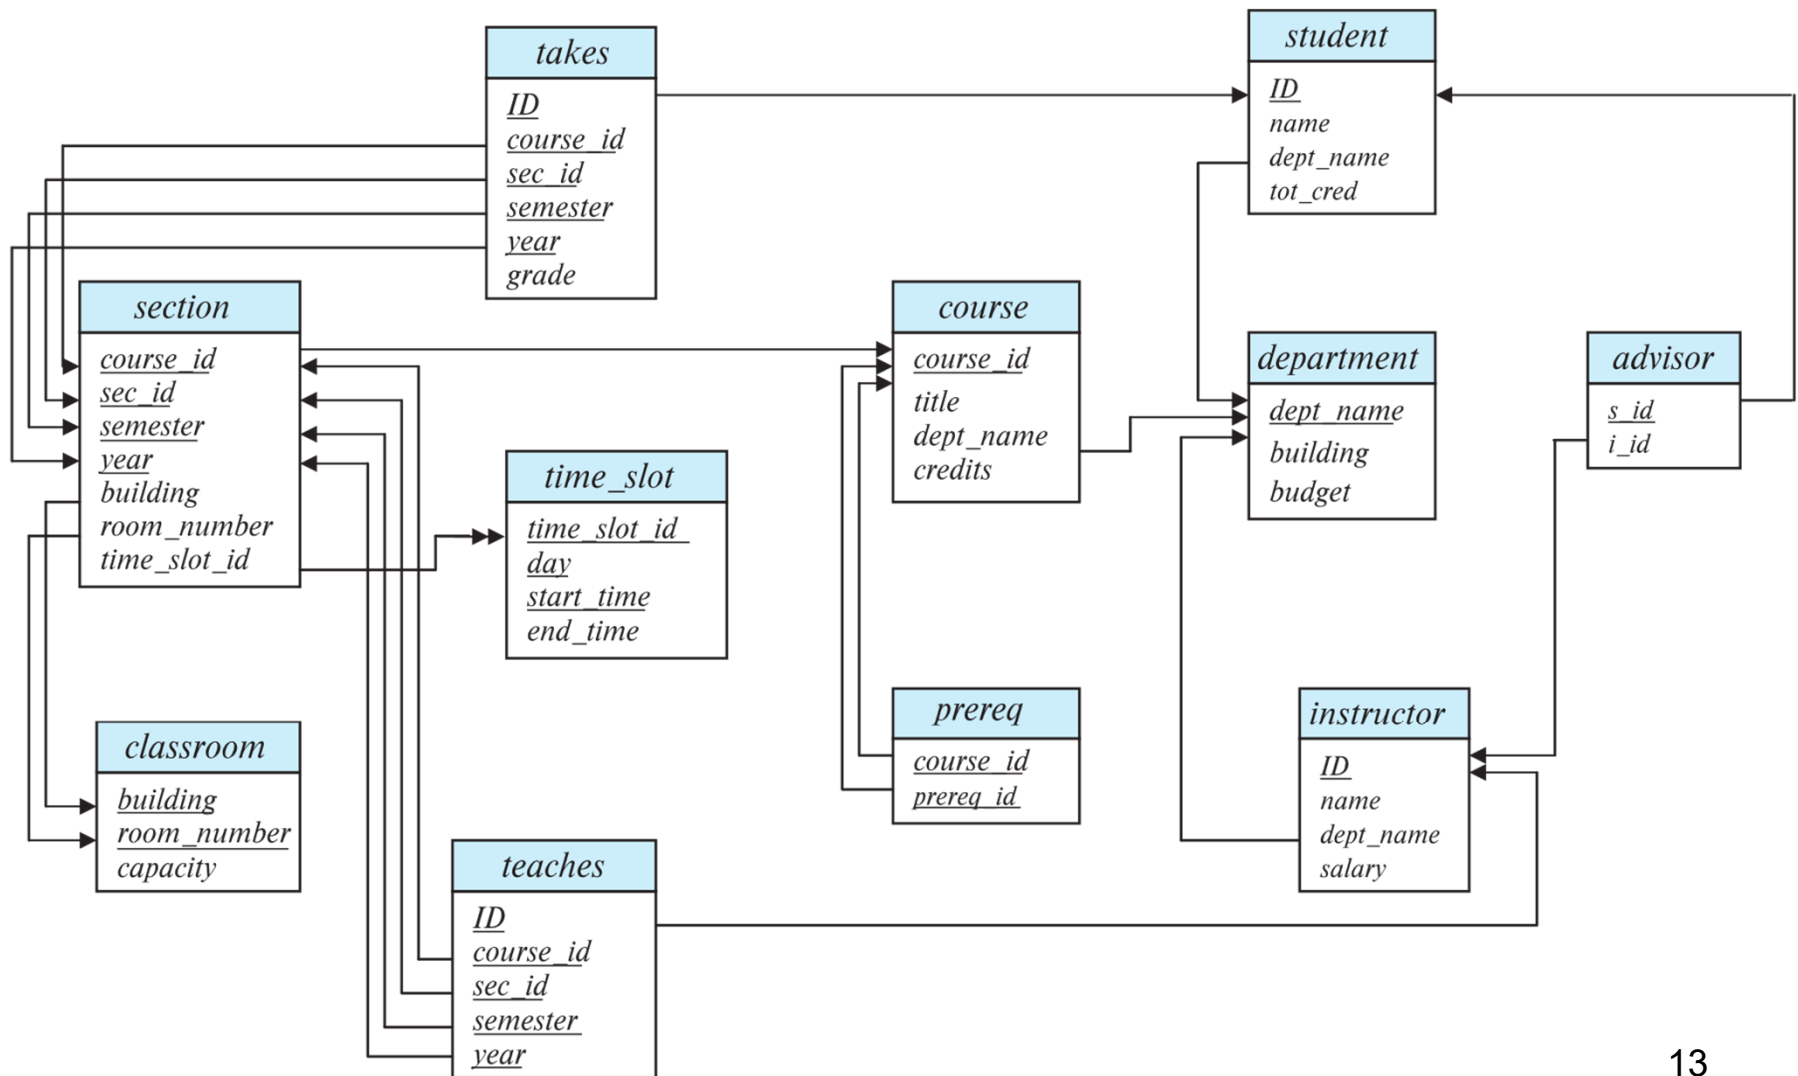 takes
ID
course_id
sec_id
semester
year
grade
student
ID
name
dept_name
tot_cred
section
course_id
sec_id
semester
year
building
room_number
time_slot_id
course
course_id
title
dept_name
credits
department
dept_name
building
budget
advisor
s_id
i_id
time_slot
time_slot_id
day
start_time
end_time
classroom
building
room_number
capacity
prereq
course_id
prereq_id
instructor
ID
name
dept_name
salary
teaches
ID
course_id
sec_id
semester
year
13